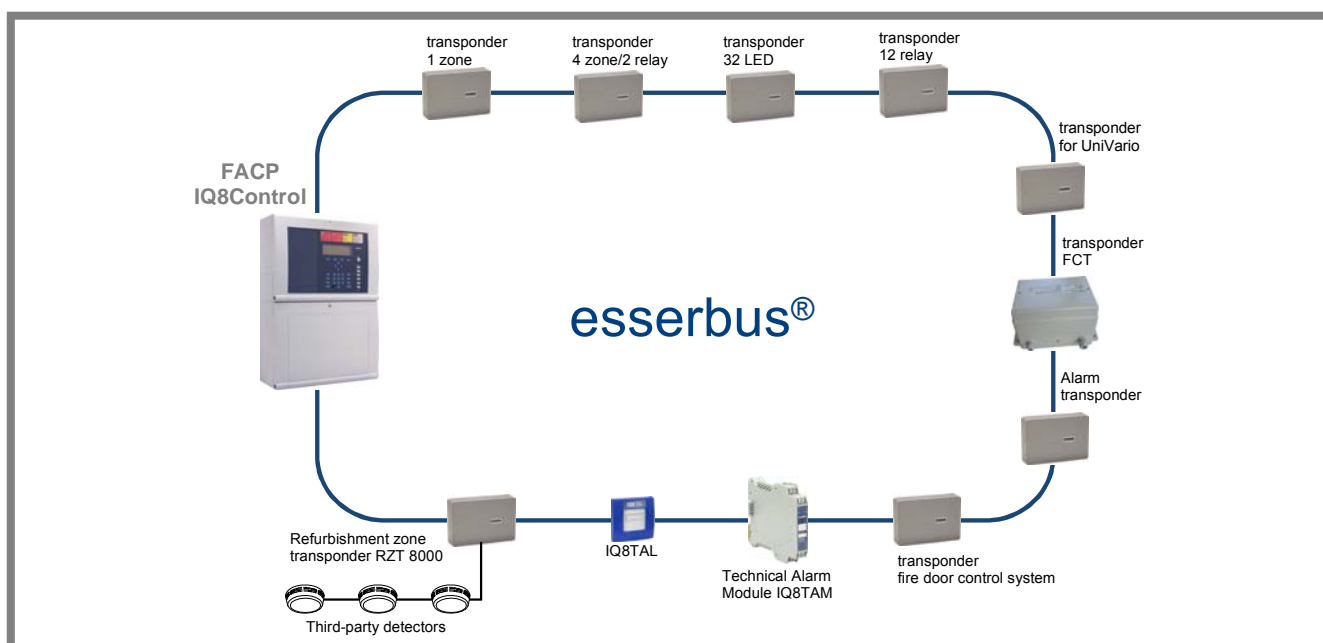 transponder
1 zone
transponder
4 zone/2 relay
transponder
32 LED
transponder
12 relay
transponder
for UniVario
FACP
IQ8Control
transponder
FCT
esserbus®
Alarm
transponder
Refurbishment zone
transponder RZT 8000
IQ8TAL
Technical Alarm
Module IQ8TAM
transponder
fire door control system
Third-party detectors